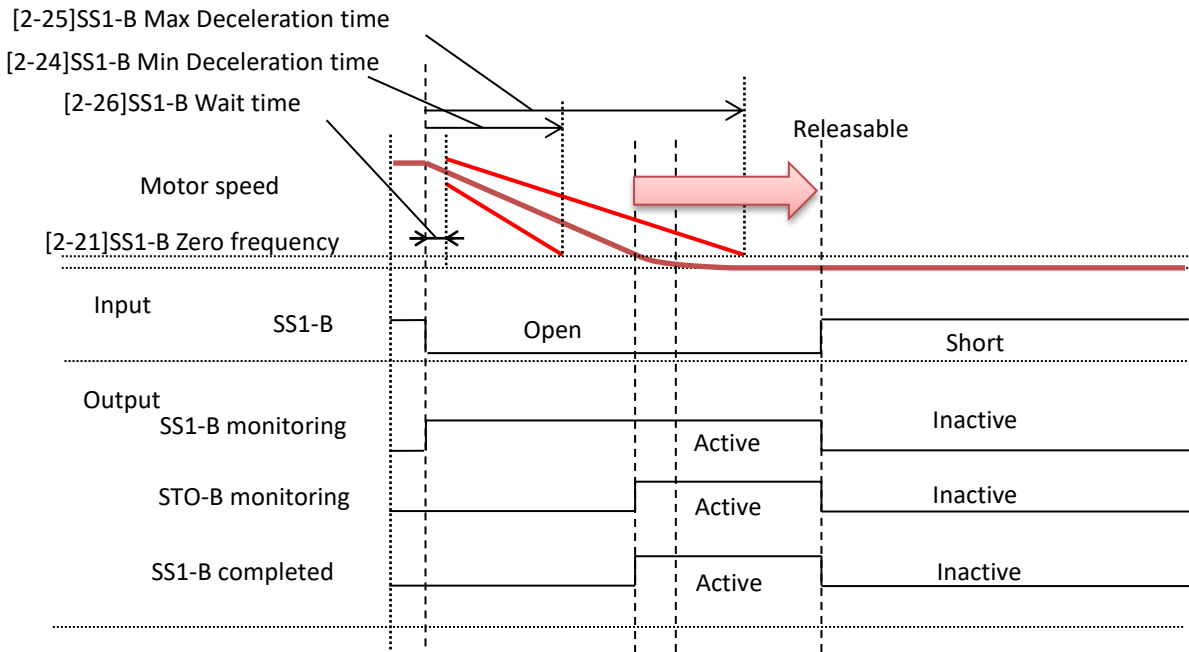 [2-25]SS1-B Max Deceleration time
[2-24]SS1-B Min Deceleration time
[2-26]SS1-B Wait time
Releasable
Motor speed
[2-21]SS1-B Zero frequency
Input
SS1-B
Open
Short
Output
SS1-B monitoring
Active
Inactive
STO-B monitoring
Active
Inactive
SS1-B completed
Active
Inactive